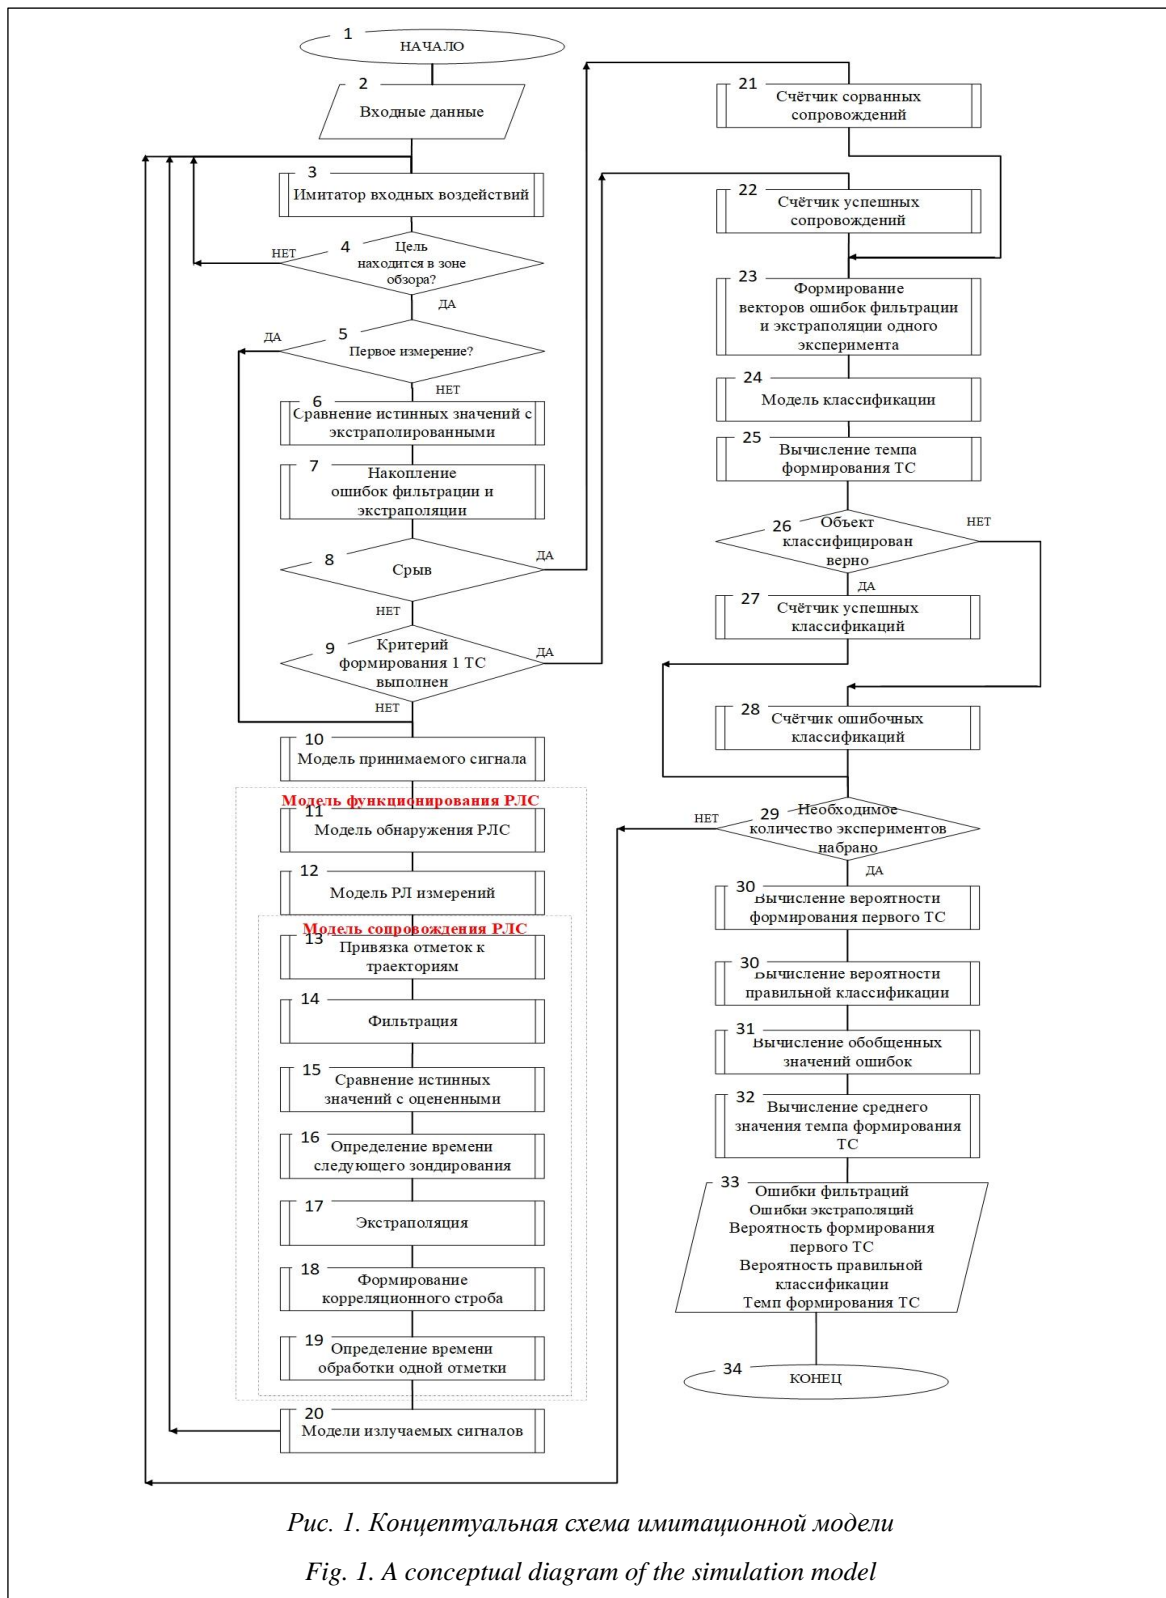 1
НАЧАЛО
2
Входные данные
3
Имитатор входных воздействий
4
Цель
находится в зоне
обзора?
НЕТ
ДА
5
Первое измерение?
ДА
НЕТ
6
Сравнение истинных значений с
экстраполированными
7
Накопление
ошибок фильтрации и
экстраполяции
8
Срыв
ДА
НЕТ
9
Критерий
формирования 1 ТС
выполнен
ДА
НЕТ
10
Модель принимаемого сигнала
Модель функционирования РЛС
11
Модель обнаружения РЛС
12
Модель РЛ измерений
Модель сопровождения РЛС
13
Привязка отметок к
траекториям
14
Фильтрация
15
Сравнение истинных
значений с оцененными
16
Определение времени
следующего зондирования
17
Экстраполяция
18
Формирование
корреляционного строба
19
Определение времени
обработки одной отметки
20
Модели излучаемых сигналов
21
Счётчик сорванных
сопровождений
22
Счётчик успешных
сопровождений
23
Формирование
векторов ошибок фильтрации
и экстраполяции одного
эксперимента
24
Модель классификации
25
Вычисление темпа
формирования ТС
26
Объект
классифицирован
верно
НЕТ
ДА
27
Счётчик успешных
классификаций
28
Счётчик ошибочных
классификаций
29
Необходимое
количество экспериментов
набрано
НЕТ
ДА
30
Вычисление вероятности
формирования первого ТС
30
Вычисление вероятности
правильной классификации
31
Вычисление обобщенных
значений ошибок
32
Вычисление среднего
значения темпа формирования
ТС
33
Ошибки фильтраций
Ошибки экстраполяций
Вероятность формирования
первого ТС
Вероятность правильной
классификации
Темп формирования ТС
34
КОНЕЦ
Рис. 1. Концептуальная схема имитационной модели
Fig. 1. A conceptual diagram of the simulation model